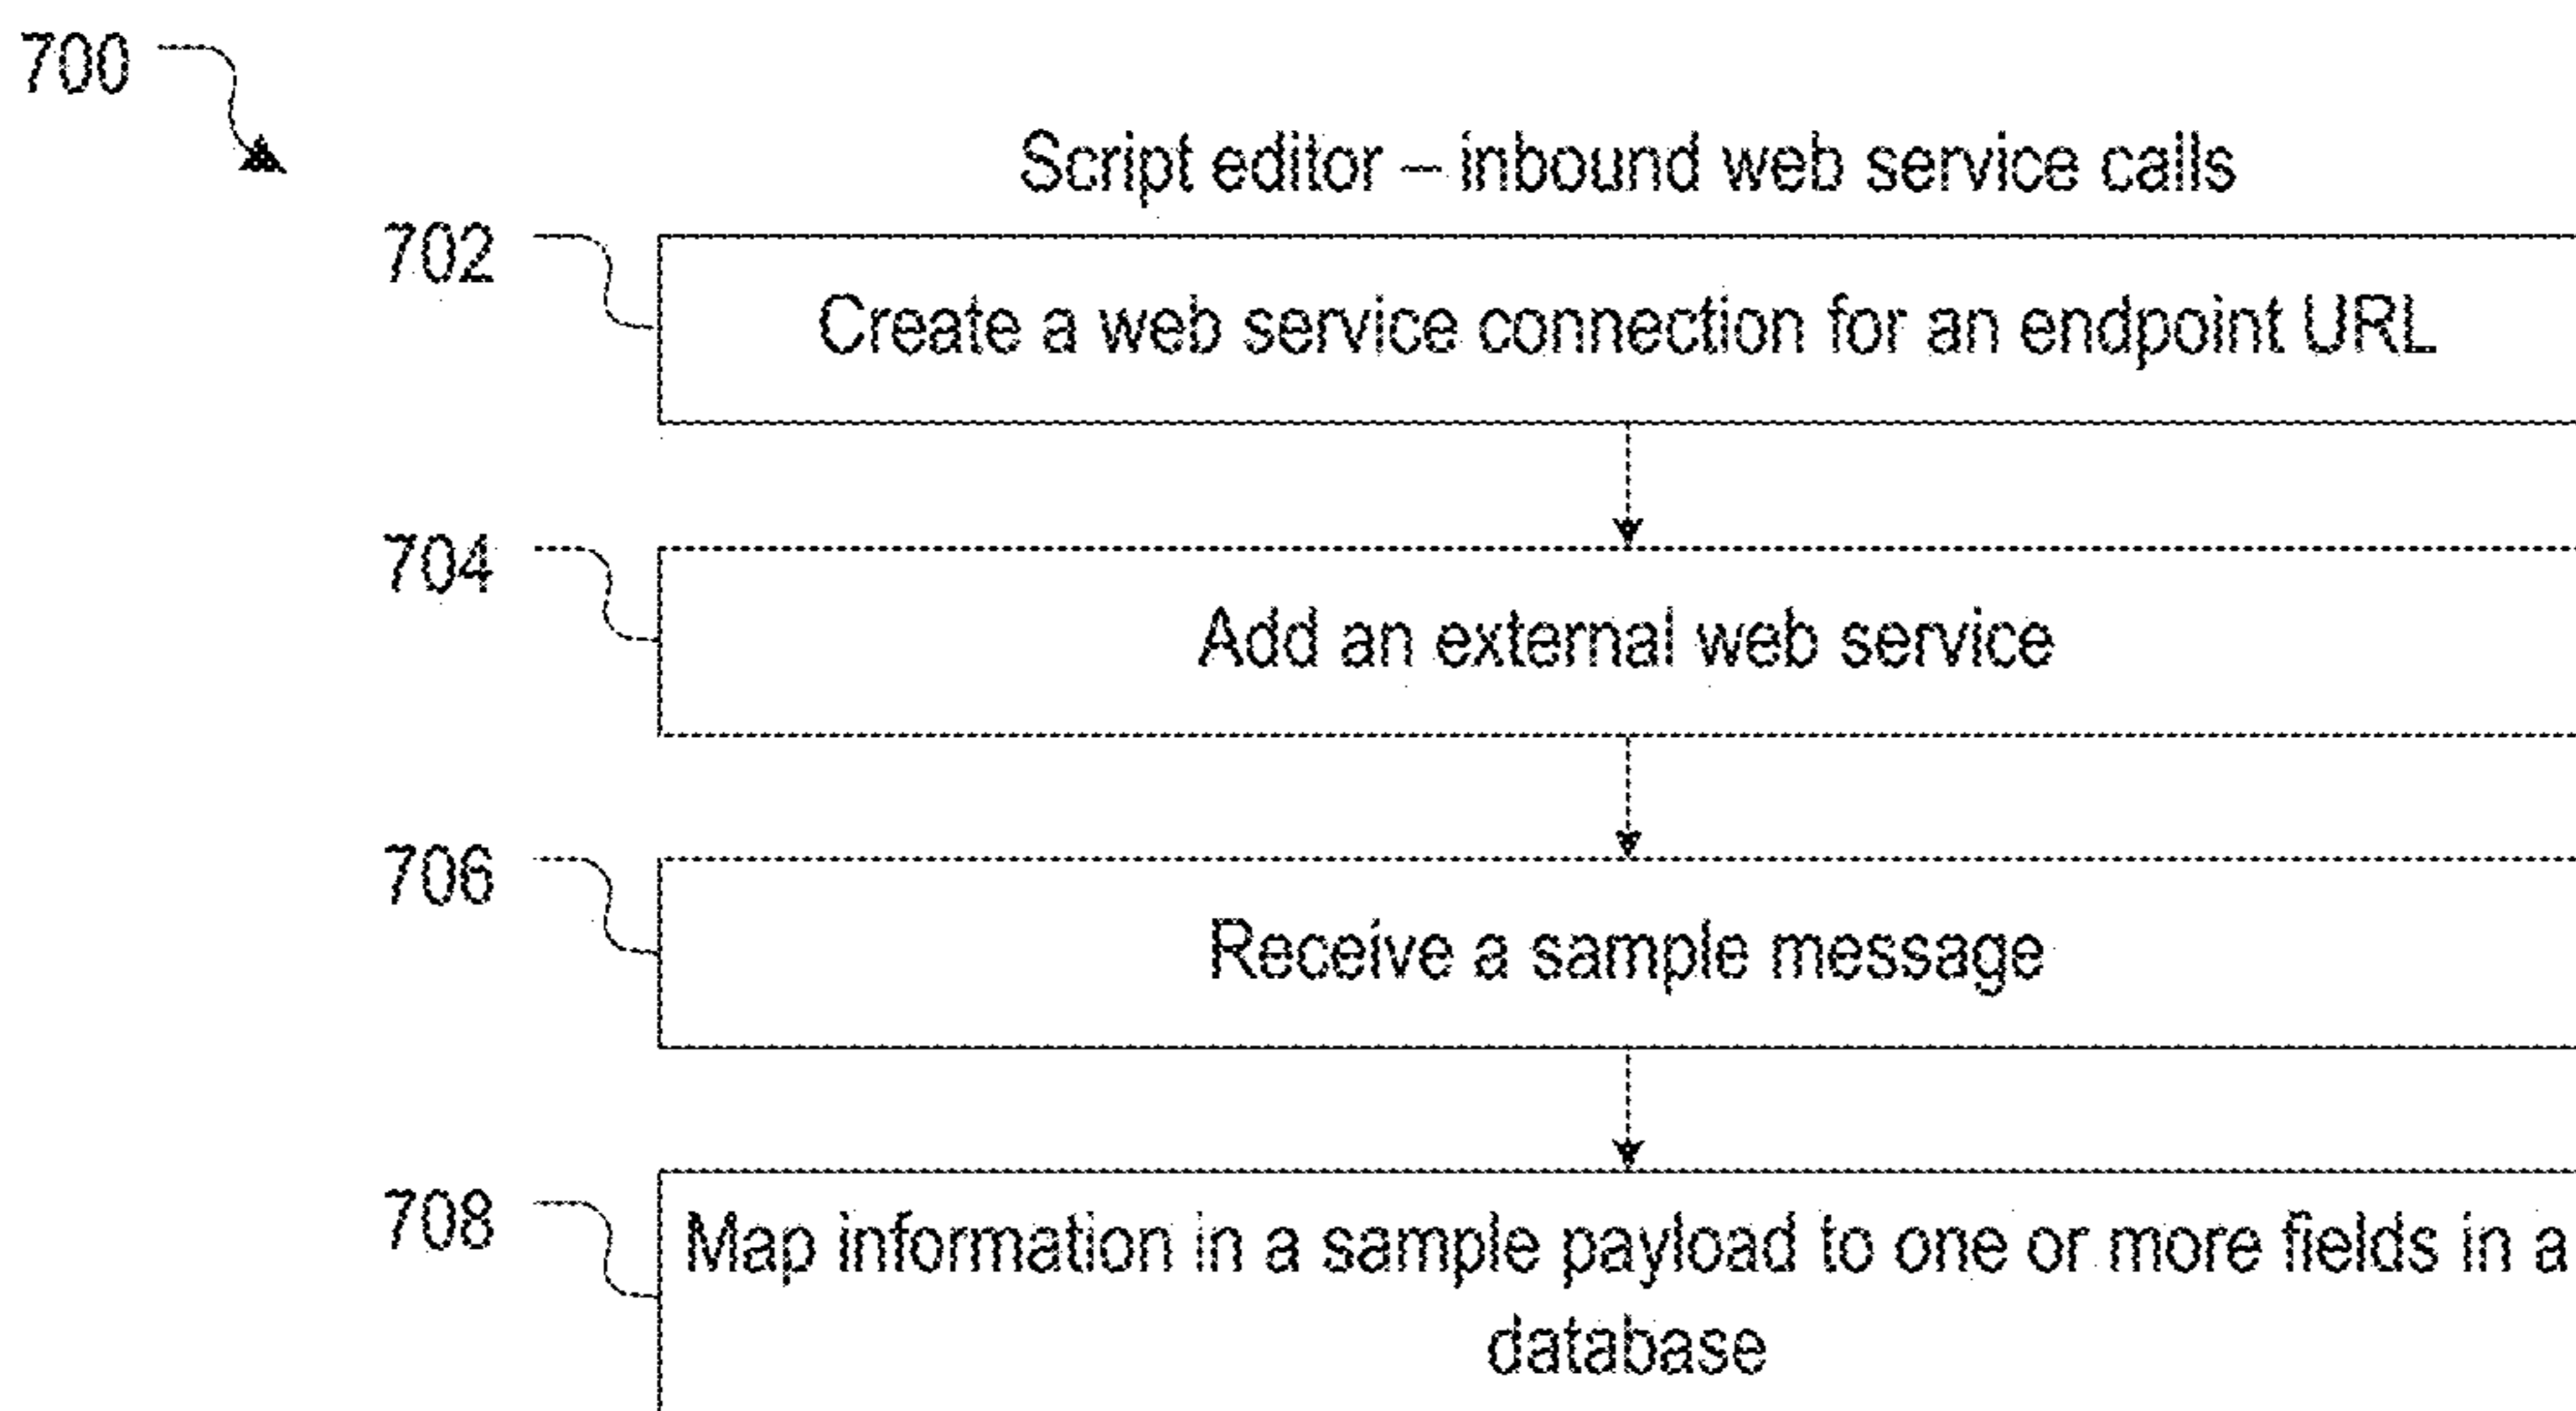 700
Script editor – inbound web service calls
702
Create a web service connection for an endpoint URL
704
Add an external web service
706
Receive a sample message
708
Map information in a sample payload to one or more fields in a
database